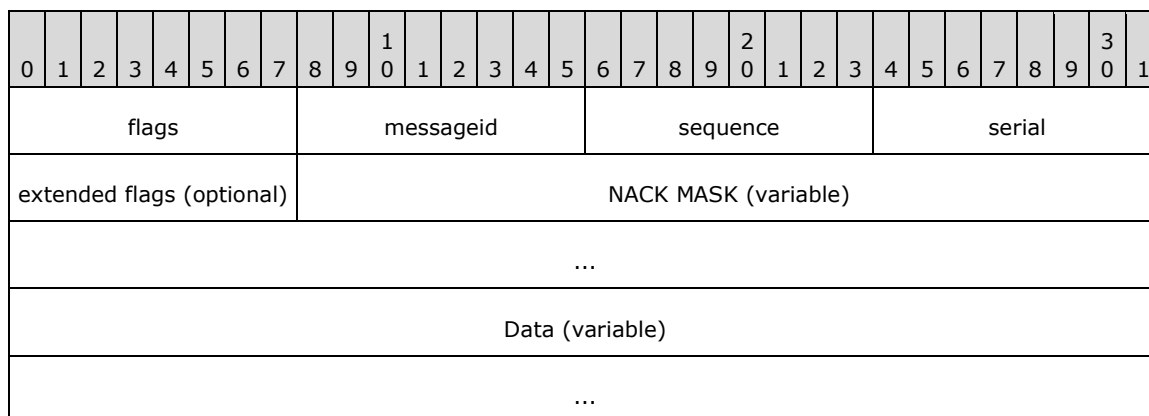 1 2 3
0 1 2 3 4 5 6 7 8 9 0 1 2 3 4 5 6 7 8 9 0 1 2 3 4 5 6 7 8 9 0 1
flags messageid sequence serial
extended flags (optional) NACK MASK (variable)
...
Data (variable)
...